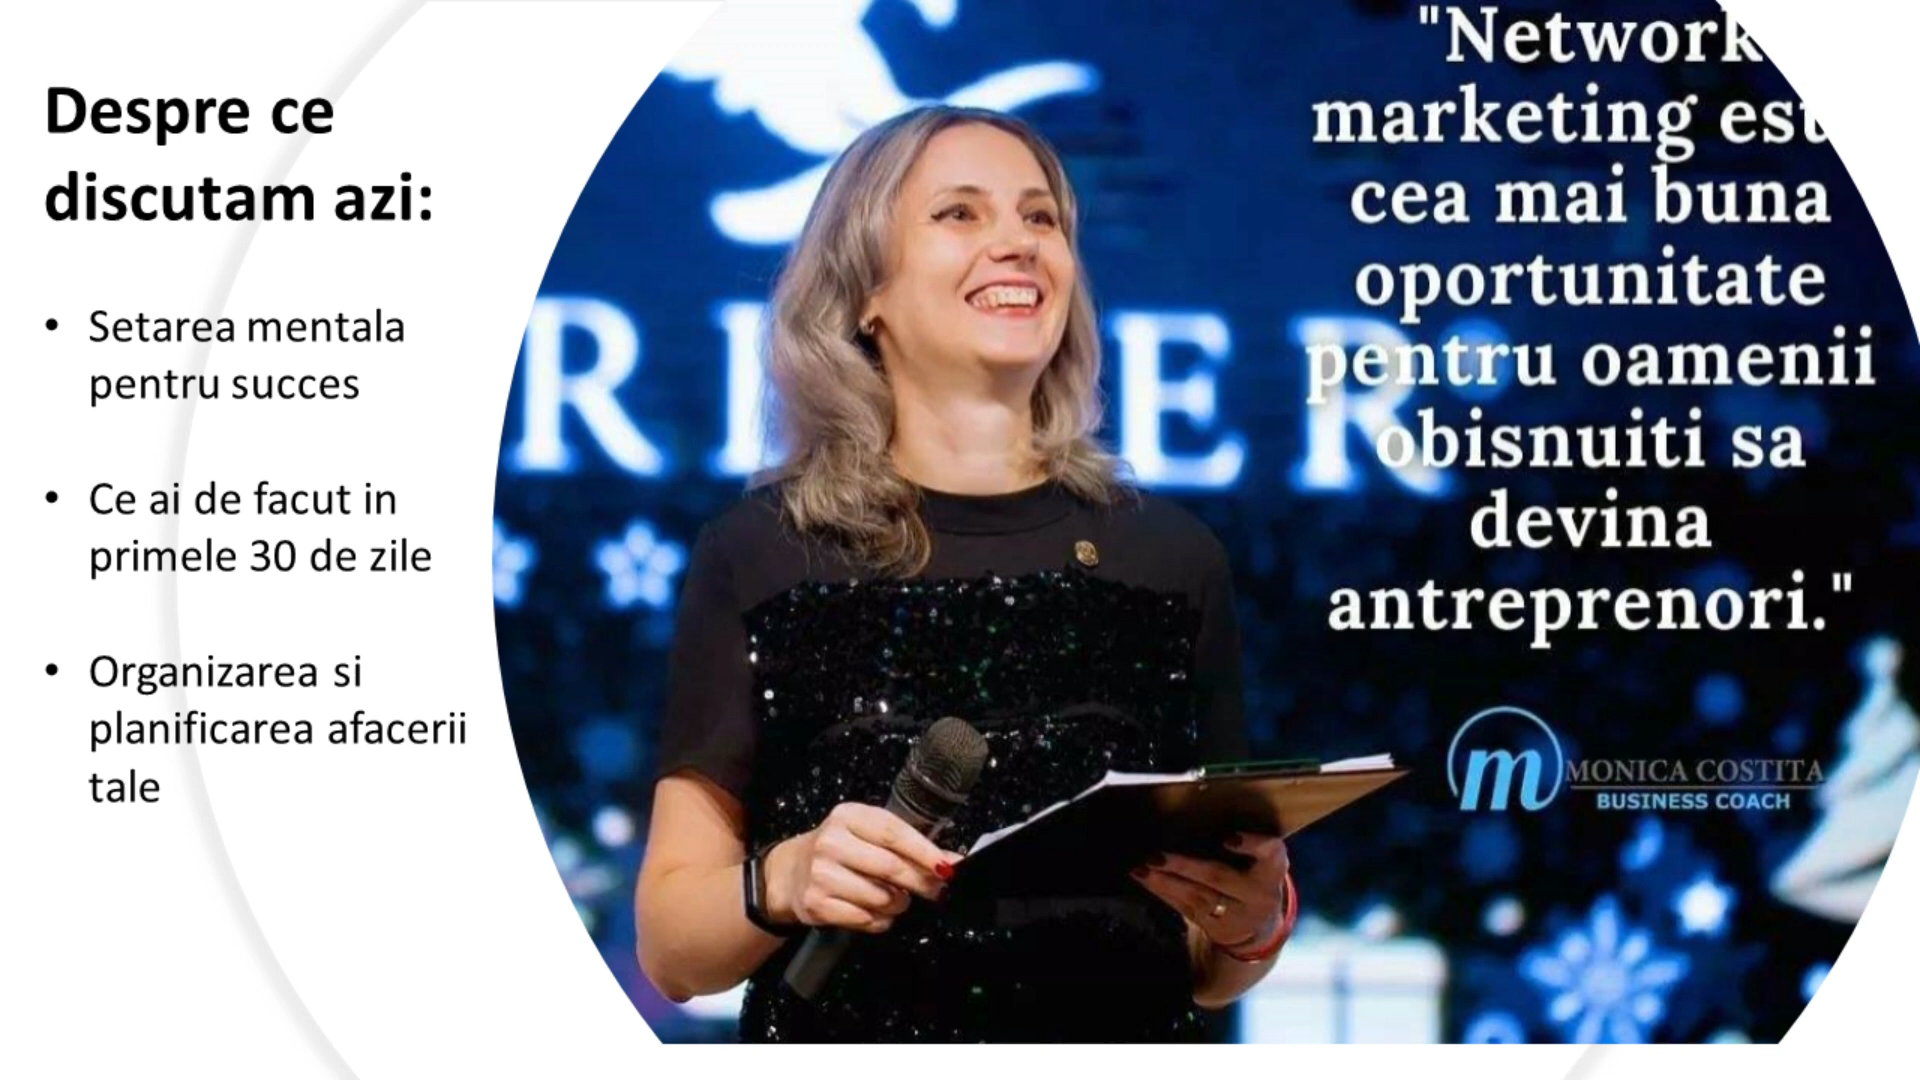 Despre ce
discutam azi:
• Setarea mentala
pentru succes
• Ce ai de facut in
primele 30 de zile
• Organizarea si
planificarea afacerii
tale
"Network
marketing est
cea mai buna
oportunitate
pentru oamenii
obisnuiti sa
devina
antreprenori."
m MONICA COSTITA
BUSINESS COACH